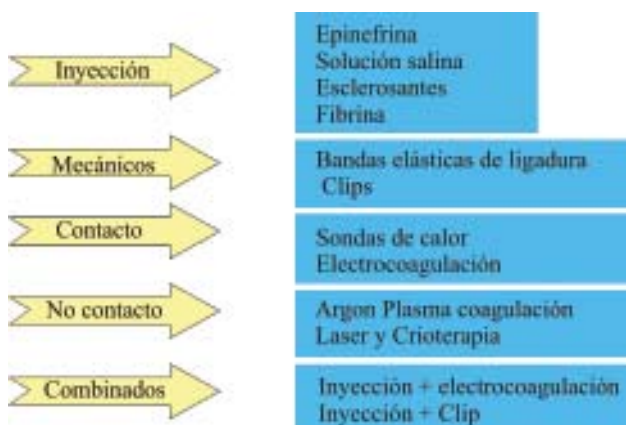 Inyección
Epinefrina
Solución salina
Esclerosantes
Fibrina
Mecánicos
Bandas elásticas de ligadura
Clips
Contacto
Sondas de calor
Electrocoagulación
No contacto
Argon Plasma coagulación
Laser y Crioterapia
Combinados
Inyección + electrocoagulación
Inyección + Clip